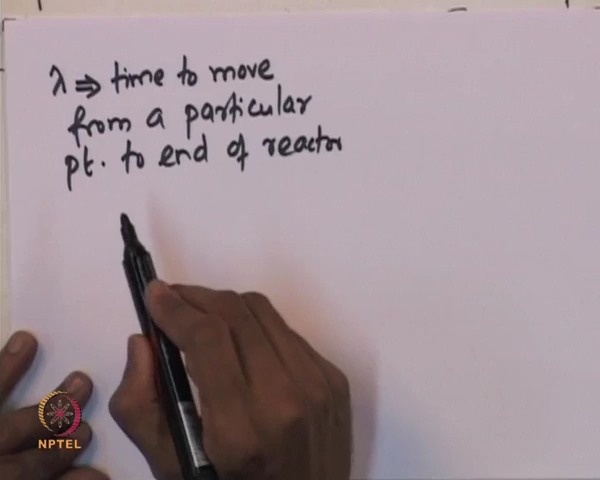 λ ⇒ time to move
from a particular
pt. to end of reactor
NPTEL